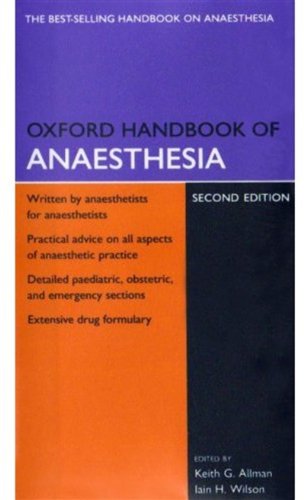 THE BEST-SELLING HANDBOOK ON ANAESTHESIA
OXFORD HANDBOOK OF
ANAESTHESIA
SECOND EDITION
Written by anaesthetists
for anaesthetists
Practical advice on all aspects
of anaesthetic practice
Detailed paediatric, obstetric,
and emergency sections
Extensive drug formulary
EDITED BY
Keith G. Allman
Iain H. Wilson